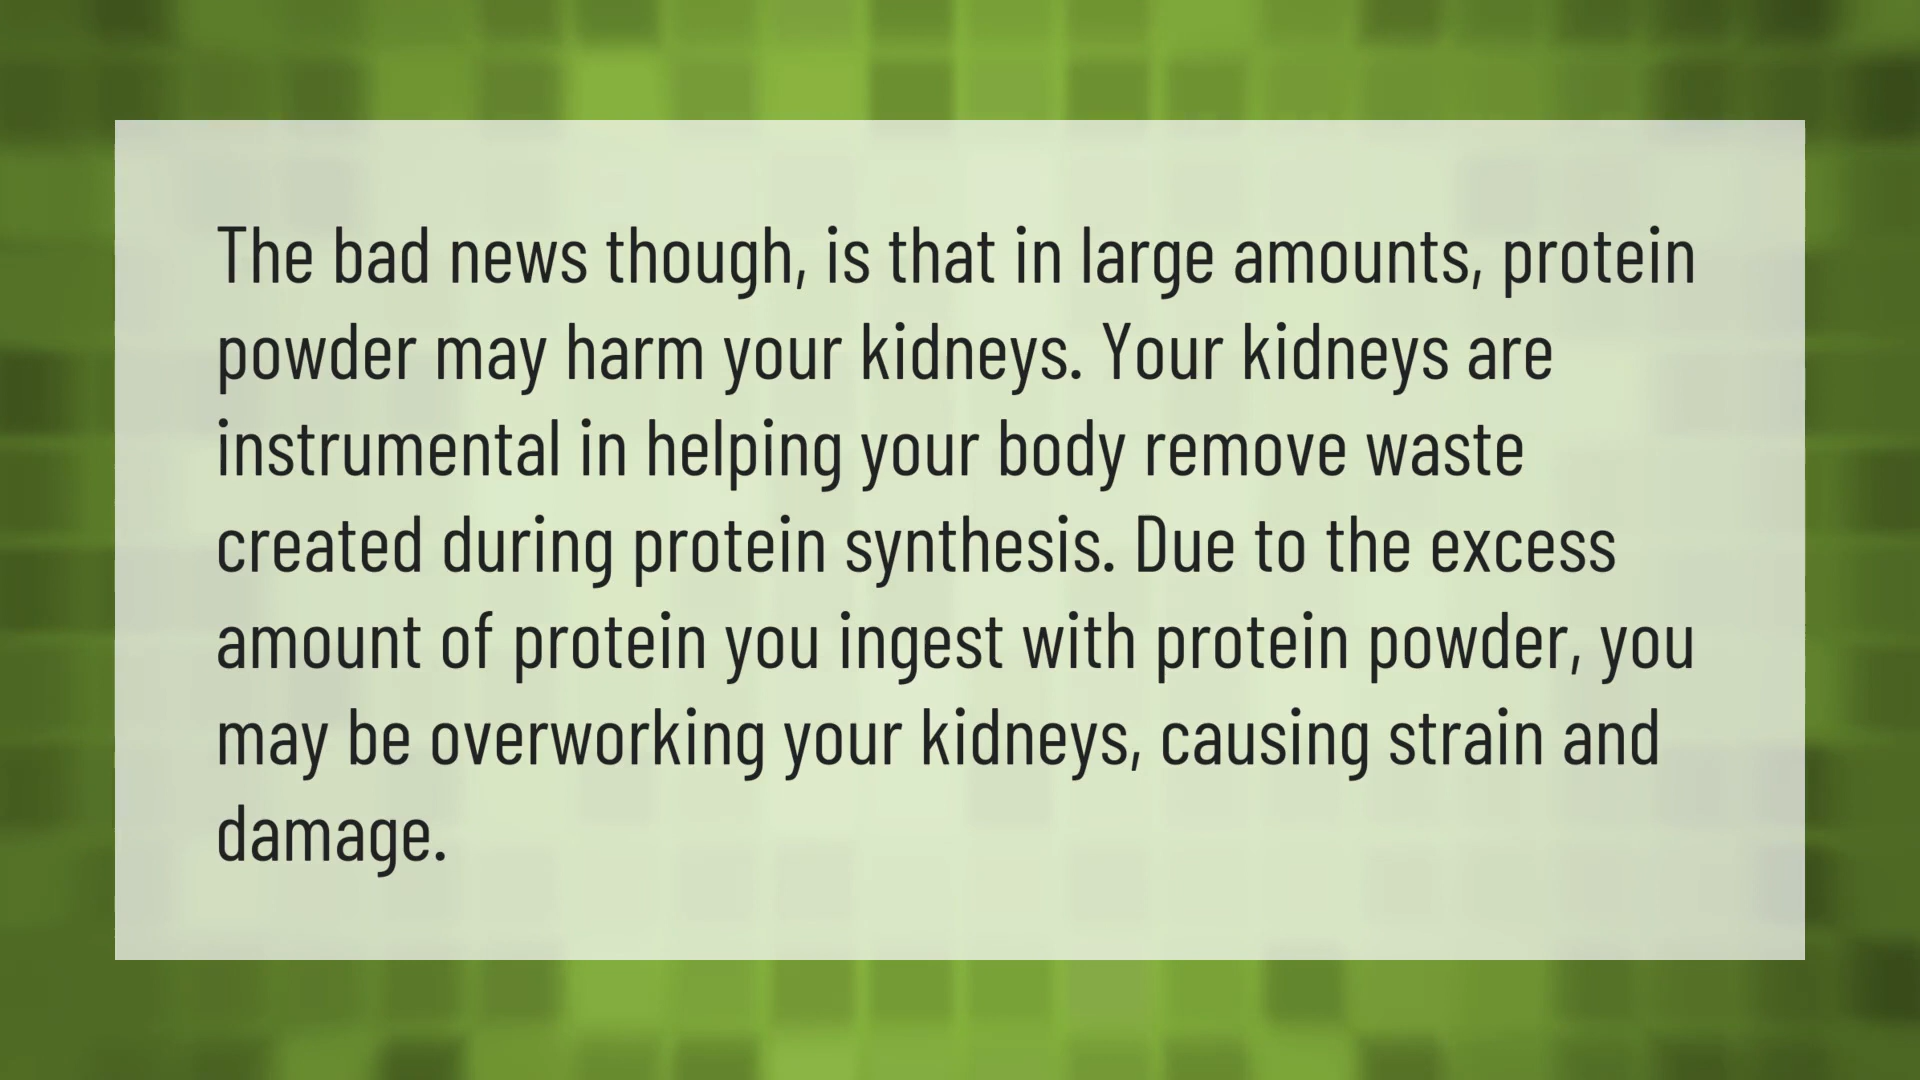 The bad news though, is that in large amounts, protein
powder may harm your kidneys. Your kidneys are
instrumental in helping your body remove waste
created during protein synthesis. Due to the excess
amount of protein you ingest with protein powder, you
may be overworking your kidneys, causing strain and
damage.